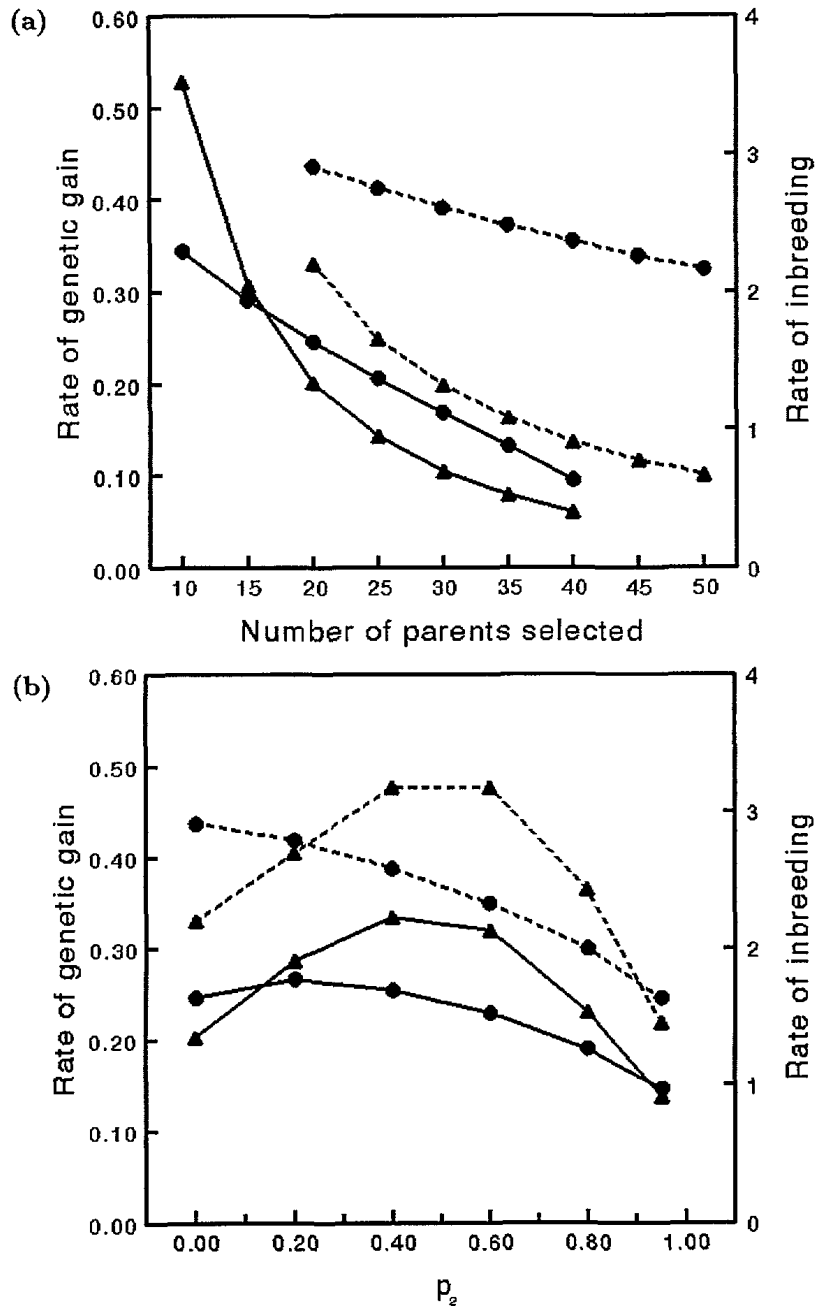 (a)
0.60
0.50
0.40
0.30
0.20
0.10
0.00
Rate of genetic gain
4
3
2
1
0
Rate of inbreeding
10 15 20 25 30 35 40 45 50
Number of parents selected
(b)
0.60
0.50
0.40
0.30
0.20
0.10
0.00
Rate of genetic gain
4
3
2
1
0
Rate of inbreeding
0.00 0.20 0.40 0.60 0.80 1.00
p₂